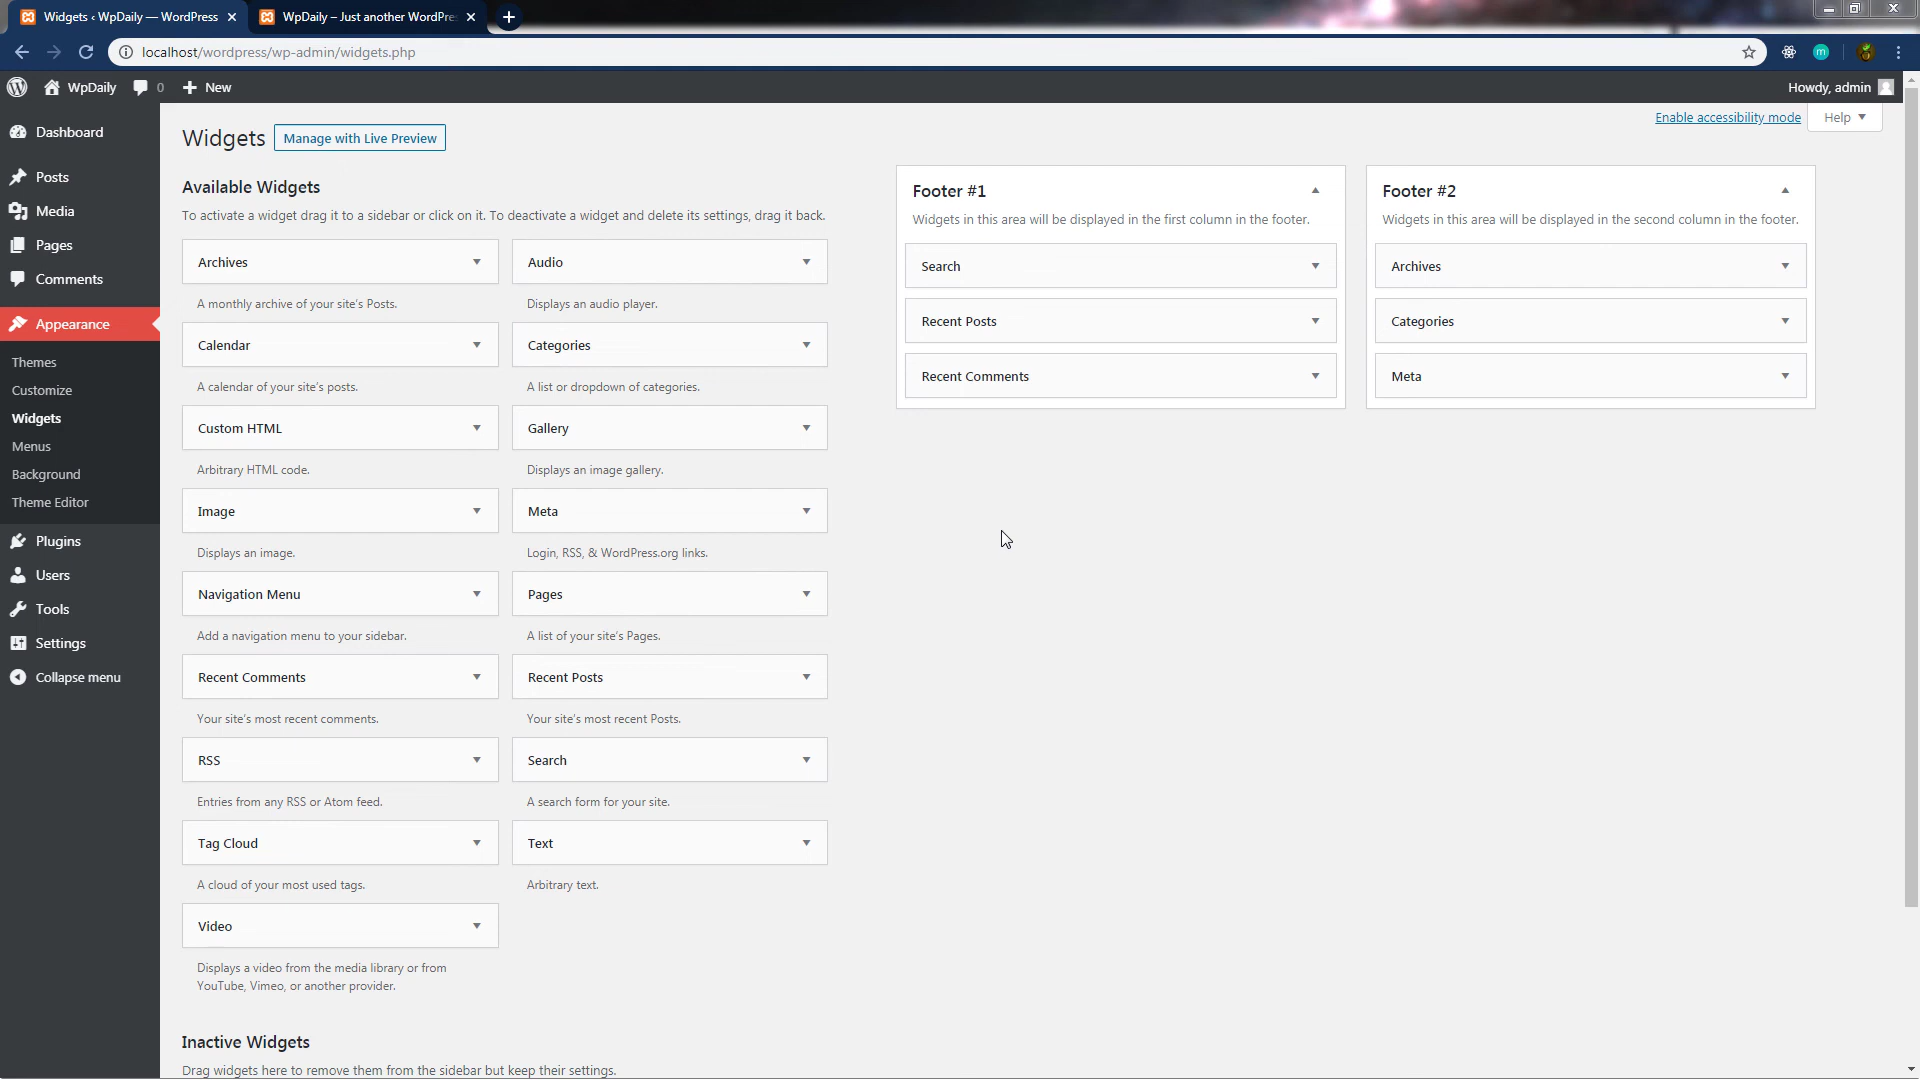 Widgets ‹ WpDaily — WordPress
WpDaily – Just another WordPre
localhost/wordpress/wp-admin/widgets.php
m
WpDaily
0
New
Howdy, admin
Dashboard
Posts
Media
Pages
Comments
Appearance
Themes
Customize
Widgets
Menus
Background
Theme Editor
Plugins
Users
Tools
Settings
Collapse menu
Enable accessibility mode
Help
Widgets
Manage with Live Preview
Available Widgets
To activate a widget drag it to a sidebar or click on it. To deactivate a widget and delete its settings, drag it back.
Archives
A monthly archive of your site's Posts.
Audio
Displays an audio player.
Calendar
A calendar of your site's posts.
Categories
A list or dropdown of categories.
Custom HTML
Arbitrary HTML code.
Gallery
Displays an image gallery.
Image
Displays an image.
Meta
Login, RSS, & WordPress.org links.
Navigation Menu
Add a navigation menu to your sidebar.
Pages
A list of your site's Pages.
Recent Comments
Your site's most recent comments.
Recent Posts
Your site's most recent Posts.
RSS
Entries from any RSS or Atom feed.
Search
A search form for your site.
Tag Cloud
A cloud of your most used tags.
Text
Arbitrary text.
Video
Displays a video from the media library or from
YouTube, Vimeo, or another provider.
Inactive Widgets
Drag widgets here to remove them from the sidebar but keep their settings.
Footer #1
Widgets in this area will be displayed in the first column in the footer.
Search
Recent Posts
Recent Comments
Footer #2
Widgets in this area will be displayed in the second column in the footer.
Archives
Categories
Meta